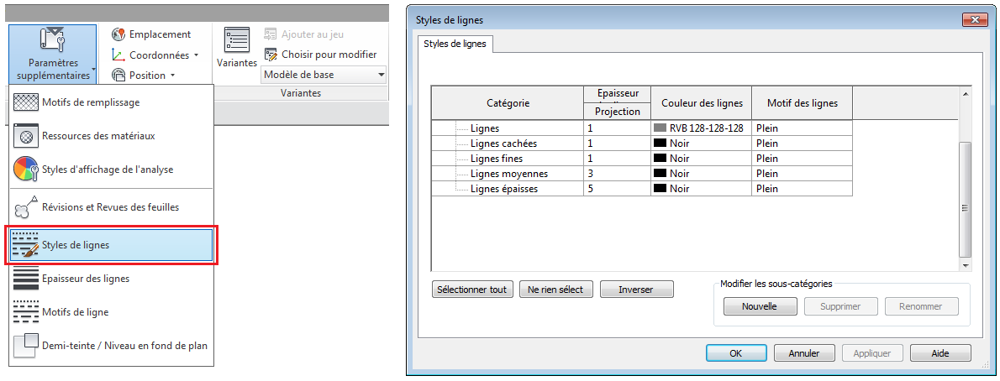 Paramètres
supplémentaires
Emplacement
Coordonnées
Position
Variantes
Ajouter au jeu
Choisir pour modifier
Modèle de base
Variantes
Motifs de remplissage
Ressources des matériaux
Styles d'affichage de l'analyse
Révisions et Revues des feuilles
Styles de lignes
Epaisseur des lignes
Motifs de ligne
Demi-teinte / Niveau en fond de plan
Styles de lignes
Styles de lignes
Catégorie Epaisseur Couleur des lignes Motif des lignes
Projection
Lignes 1 RVB 128-128-128 Plein
Lignes cachées 1 Noir Plein
Lignes fines 1 Noir Plein
Lignes moyennes 3 Noir Plein
Lignes épaisses 5 Noir Plein
Sélectionner tout Ne rien sélect Inverser
Modifier les sous-catégories
Nouvelle Supprimer Renommer
OK Annuler Appliquer Aide